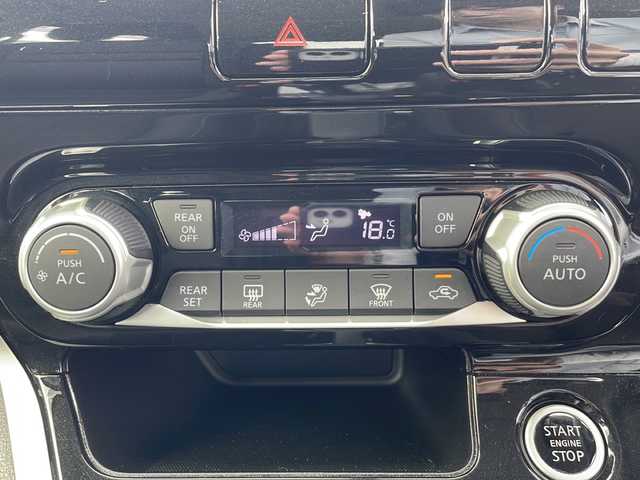 REAR
ON
OFF
18.0
°C
ON
OFF
PUSH
A/C
PUSH
AUTO
REAR
SET
REAR
FRONT
START
ENGINE
STOP